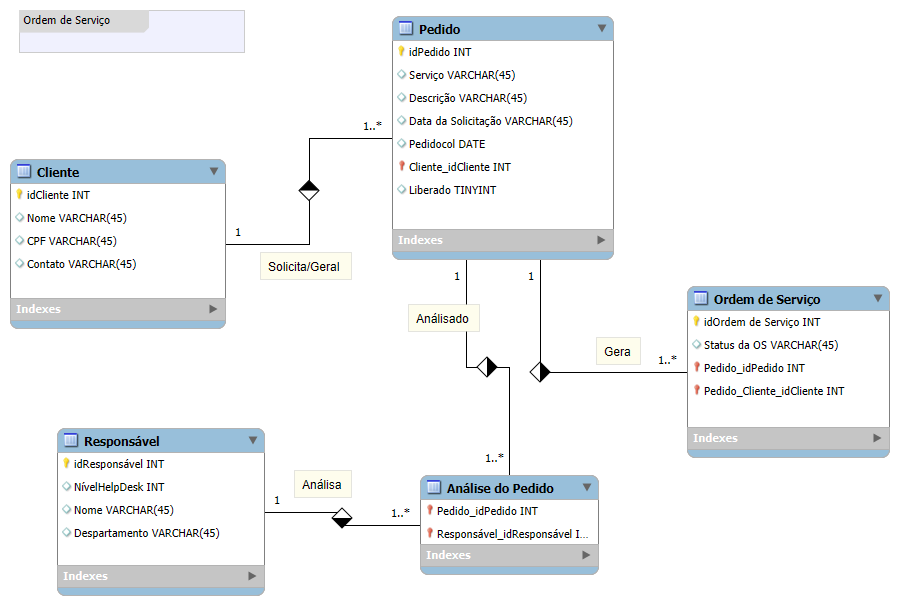 Ordem de Serviço
Pedido
idPedido INT
Serviço VARCHAR(45)
Descrição VARCHAR(45)
Data da Solicitação VARCHAR(45)
Pedidocol DATE
Cliente_idCliente INT
Liberado TINYINT
Indexes
1..*
Cliente
idCliente INT
Nome VARCHAR(45)
CPF VARCHAR(45)
Contato VARCHAR(45)
Indexes
1
Solicita/Geral
1
1
Análisado
Gera
1..*
Ordem de Serviço
idOrdem de Serviço INT
Status da OS VARCHAR(45)
Pedido_idPedido INT
Pedido_Cliente_idCliente INT
Indexes
Responsável
idResponsável INT
NívelHelpDesk INT
Nome VARCHAR(45)
Despartamento VARCHAR(45)
Indexes
1
Análisa
1..*
1..*
Análise do Pedido
Pedido_idPedido INT
Responsável_idResponsável I...
Indexes